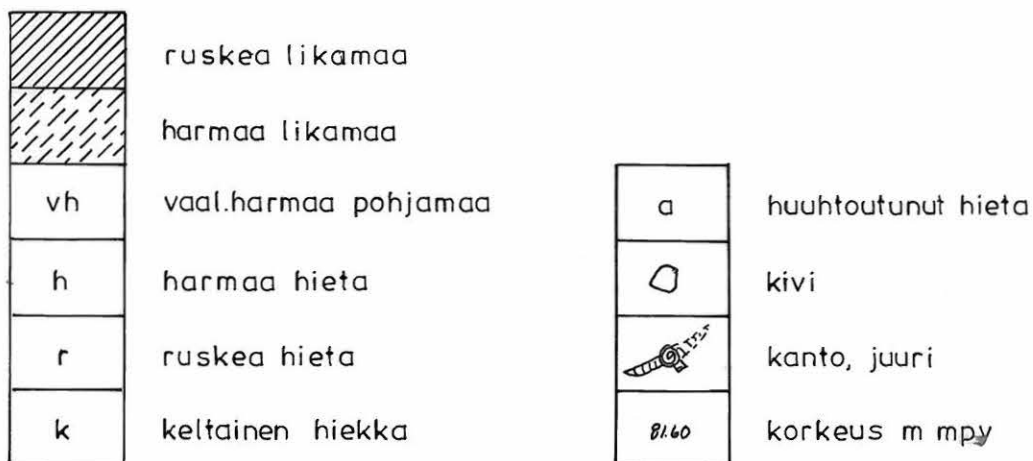 ruskea likamaa
harmaa likamaa
vh vaal.harmaa pohjamaa
h harmaa hieta
r ruskea hieta
k keltainen hiekka
a huuhtoutunut hieta
kivi
kanto, juuri
81.60 korkeus m mpy